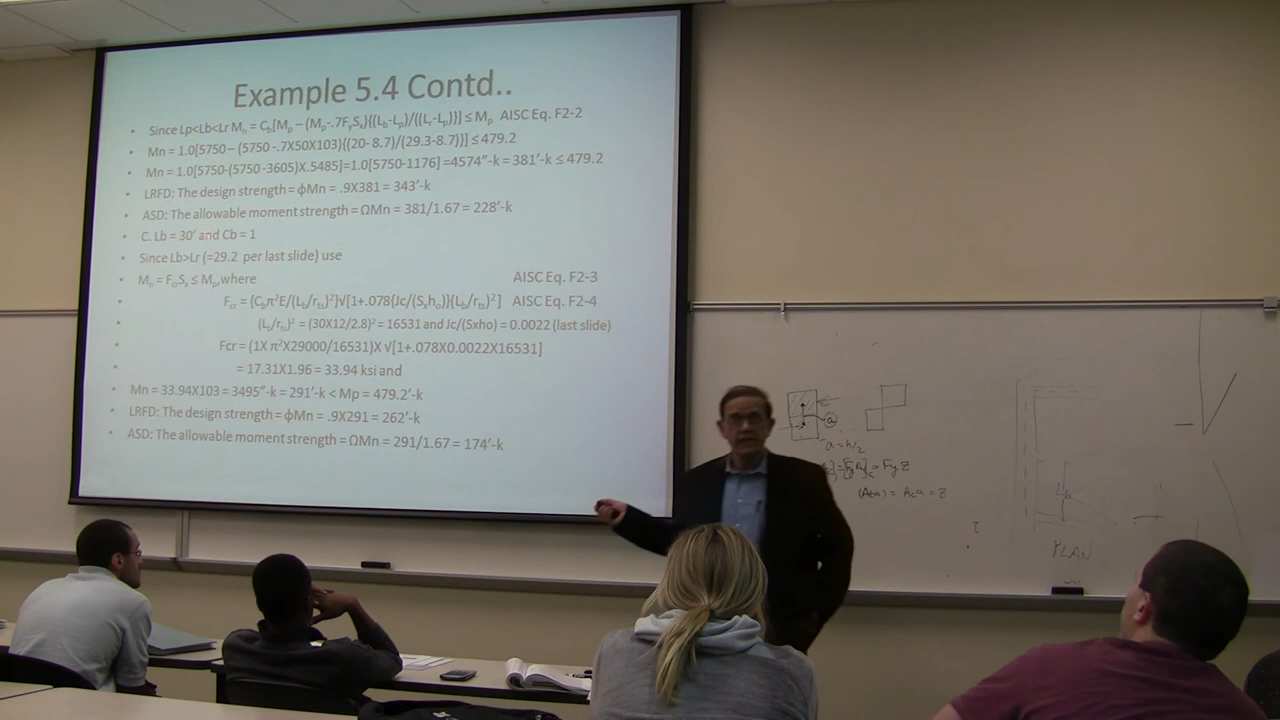 Example 5.4 Contd..
• Since Lp<Lb<Lr Mn = Cb[Mp – (Mp-.7FySx){(Lb-Lp)/((Lr-Lp)}] ≤ Mp AISC Eq. F2-2
• Mn = 1.0[5750 – (5750 -.7X50X103){(20- 8.7)/(29.3-8.7)}] ≤ 479.2
• Mn = 1.0[5750-(5750 -3605)X.5485]=1.0[5750-1176] =4574"-k = 381'-k ≤ 479.2
• LRFD: The design strength = ϕMn = .9X381 = 343'-k
• ASD: The allowable moment strength = ΩMn = 381/1.67 = 228'-k
• C. Lb = 30' and Cb = 1
• Since Lb>Lr (=29.2 per last slide) use
• Mn = FcrSx ≤ Mp, where AISC Eq. F2-3
• Fcr = (Cbπ²E/(Lb/rts)²}√[1+.078{Jc/(Sxho)}(Lb/rts)²] AISC Eq. F2-4
• (Lb/rts)² = (30X12/2.8)² = 16531 and Jc/(Sxho) = 0.0022 (last slide)
• Fcr = (1X π²X29000/16531)X √[1+.078X0.0022X16531]
• = 17.31X1.96 = 33.94 ksi and
• Mn = 33.94X103 = 3495"-k = 291'-k < Mp = 479.2'-k
• LRFD: The design strength = ϕMn = .9X291 = 262'-k
• ASD: The allowable moment strength = ΩMn = 291/1.67 = 174'-k
a
a = h/2
= Fy Z
(Aca) = Aca = Z
Lb
PLAN